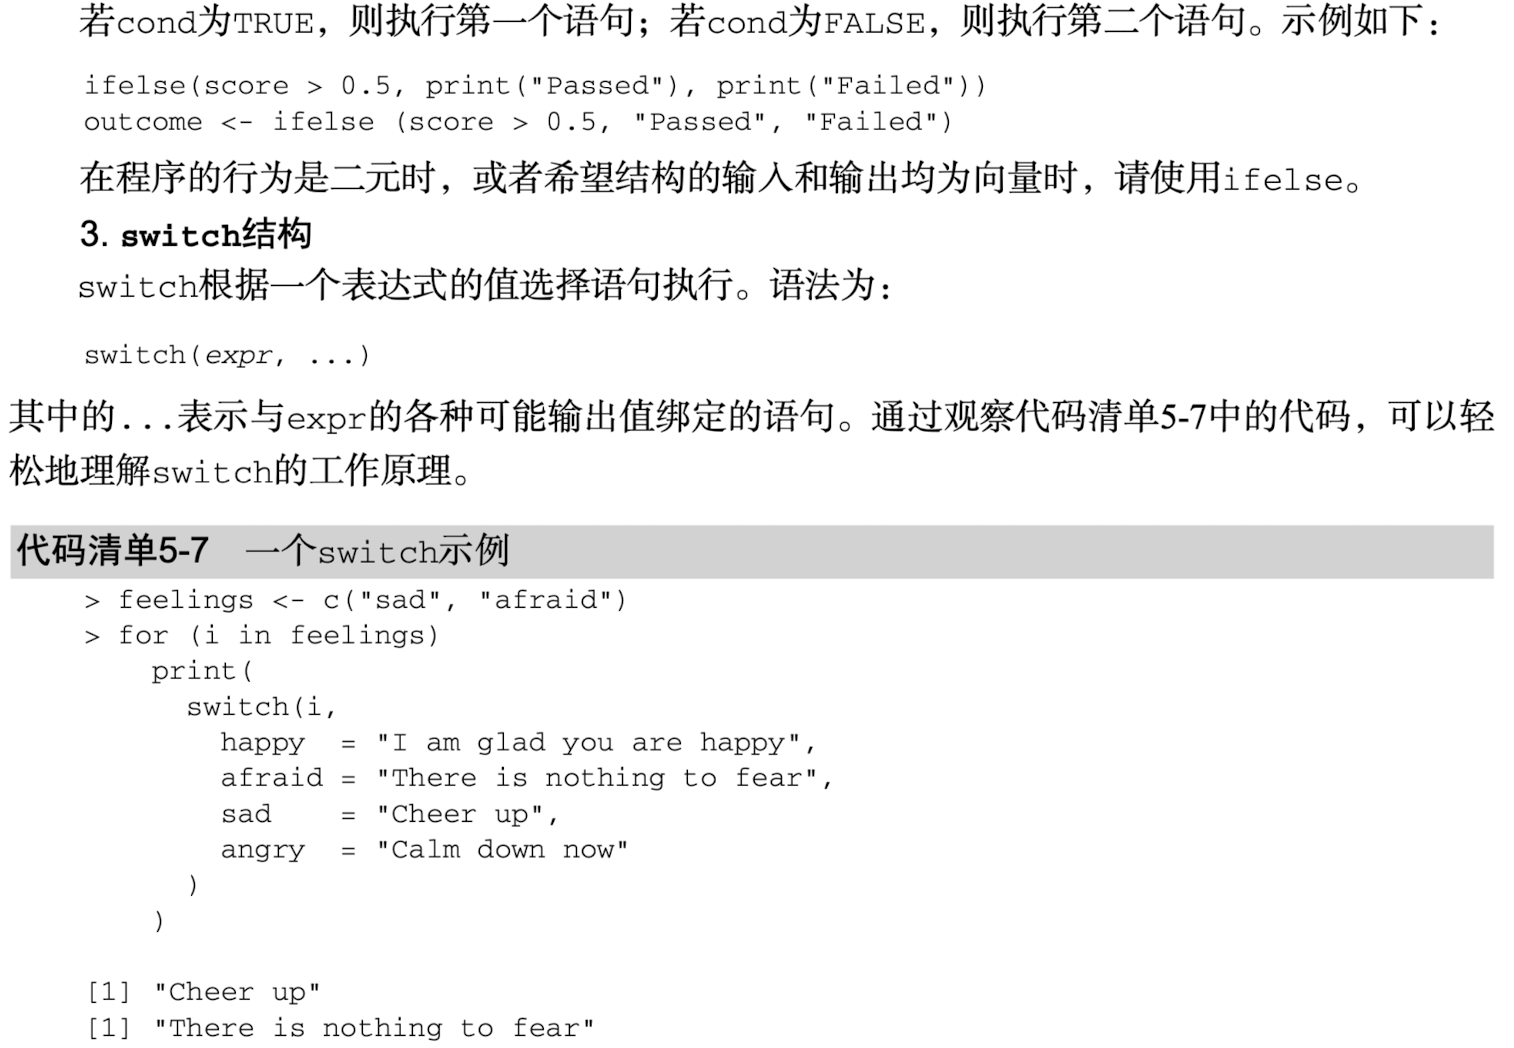 若cond为TRUE，则执行第一个语句；若cond为FALSE，则执行第二个语句。示例如下：
ifelse(score > 0.5, print("Passed"), print("Failed"))
outcome <- ifelse (score > 0.5, "Passed", "Failed")
在程序的行为是二元时，或者希望结构的输入和输出均为向量时，请使用ifelse。
3. switch结构
switch根据一个表达式的值选择语句执行。语法为：
switch(expr, ...)
其中的...表示与expr的各种可能输出值绑定的语句。通过观察代码清单5-7中的代码，可以轻
松地理解switch的工作原理。
代码清单5-7　一个switch示例
> feelings <- c("sad", "afraid")
> for (i in feelings)
    print(
      switch(i,
        happy  = "I am glad you are happy",
        afraid = "There is nothing to fear",
        sad    = "Cheer up",
        angry  = "Calm down now"
      )
    )
[1] "Cheer up"
[1] "There is nothing to fear"